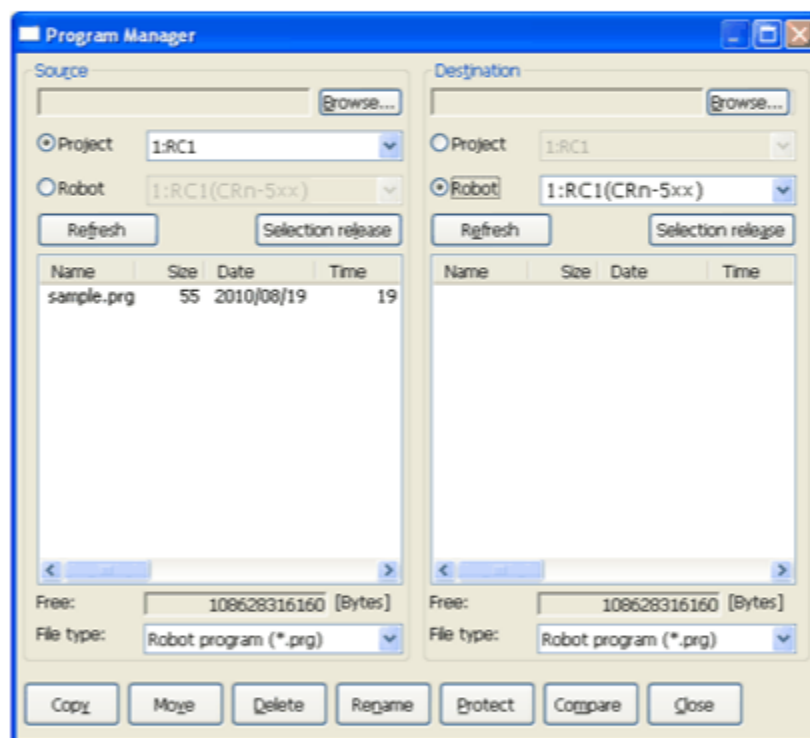 Program Manager
Source
Browse...
Project 1:RC1
Robot 1:RC1(CRn-5xx)
Refresh Selection release
Name Size Date Time
sample.prg 55 2010/08/19 19
Free: 108628316160 [Bytes]
File type: Robot program (*.prg)
Destination
Browse...
Project 1:RC1
Robot 1:RC1(CRn-5xx)
Refresh Selection release
Name Size Date Time
Free: 108628316160 [Bytes]
File type: Robot program (*.prg)
Copy Move Delete Rename Protect Compare Close